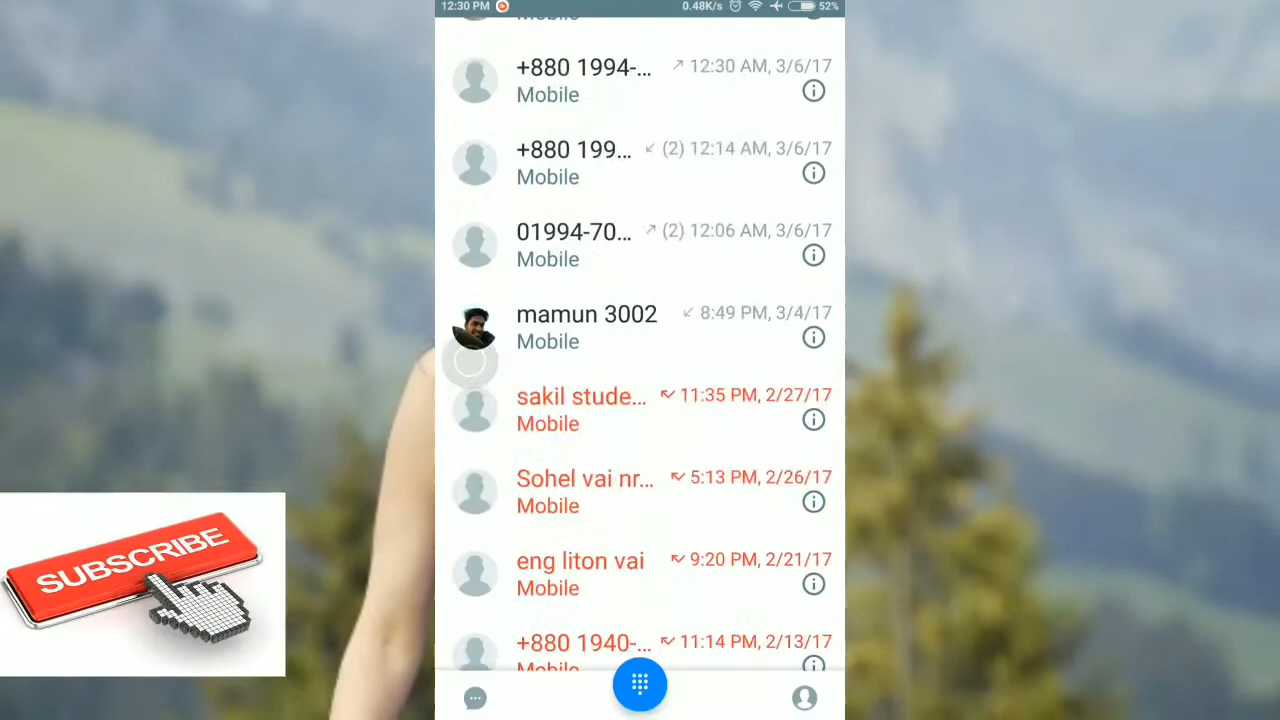 12:30 PM
0.48K/s
52%
Mobile
+880 1994-...
12:30 AM, 3/6/17
Mobile
+880 199...
(2) 12:14 AM, 3/6/17
Mobile
01994-70...
(2) 12:06 AM, 3/6/17
Mobile
mamun 3002
8:49 PM, 3/4/17
Mobile
sakil stude...
11:35 PM, 2/27/17
Mobile
Sohel vai nr...
5:13 PM, 2/26/17
Mobile
eng liton vai
9:20 PM, 2/21/17
Mobile
+880 1940-...
11:14 PM, 2/13/17
Mobile
SUBSCRIBE